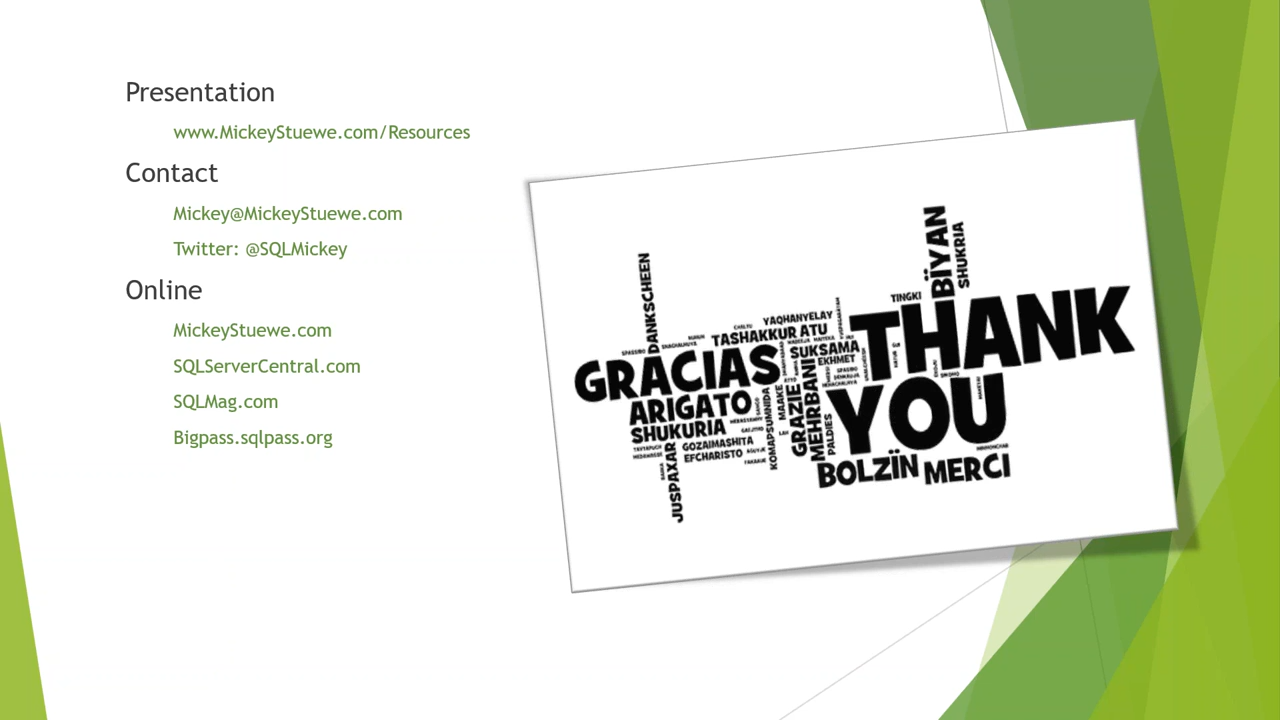 Presentation
www.MickeyStuewe.com/Resources
Contact
Mickey@MickeyStuewe.com
Twitter: @SQLMickey
Online
MickeyStuewe.com
SQLServerCentral.com
SQLMag.com
Bigpass.sqlpass.org
DANKSCHEEN
BÏYAN
SHUKRIA
TINGKI
YAQHANYELAY
TASHAKKUR ATU
SUKSAMA
EKHMET
THANK
YOU
GRACIAS
ARIGATO
SHUKURIA
GOZAIMASHITA
EFCHARISTO
JUSPAXAR
KOMAPSUMNIDA
MAAKE
GRAZIE
MEHRBANI
PALDIES
BOLZÏN
MERCI